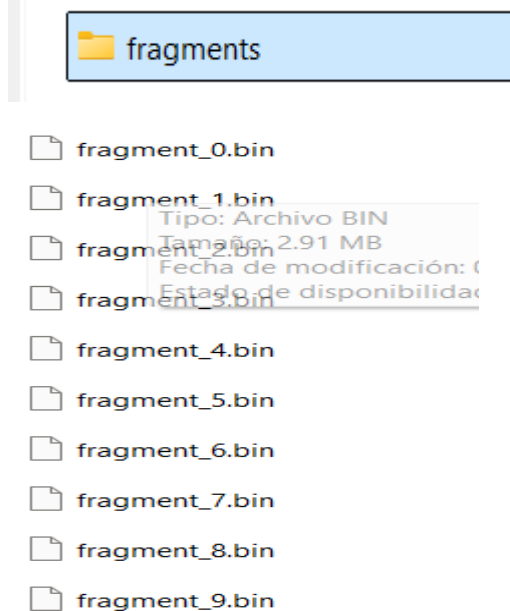 fragments
fragment_0.bin
fragment_1.bin
Tipo: Archivo BIN
fragment_2.bin
Tamaño: 2.91 MB
Fecha de modificación:
fragment_3.bin
Estado de disponibilidad
fragment_4.bin
fragment_5.bin
fragment_6.bin
fragment_7.bin
fragment_8.bin
fragment_9.bin